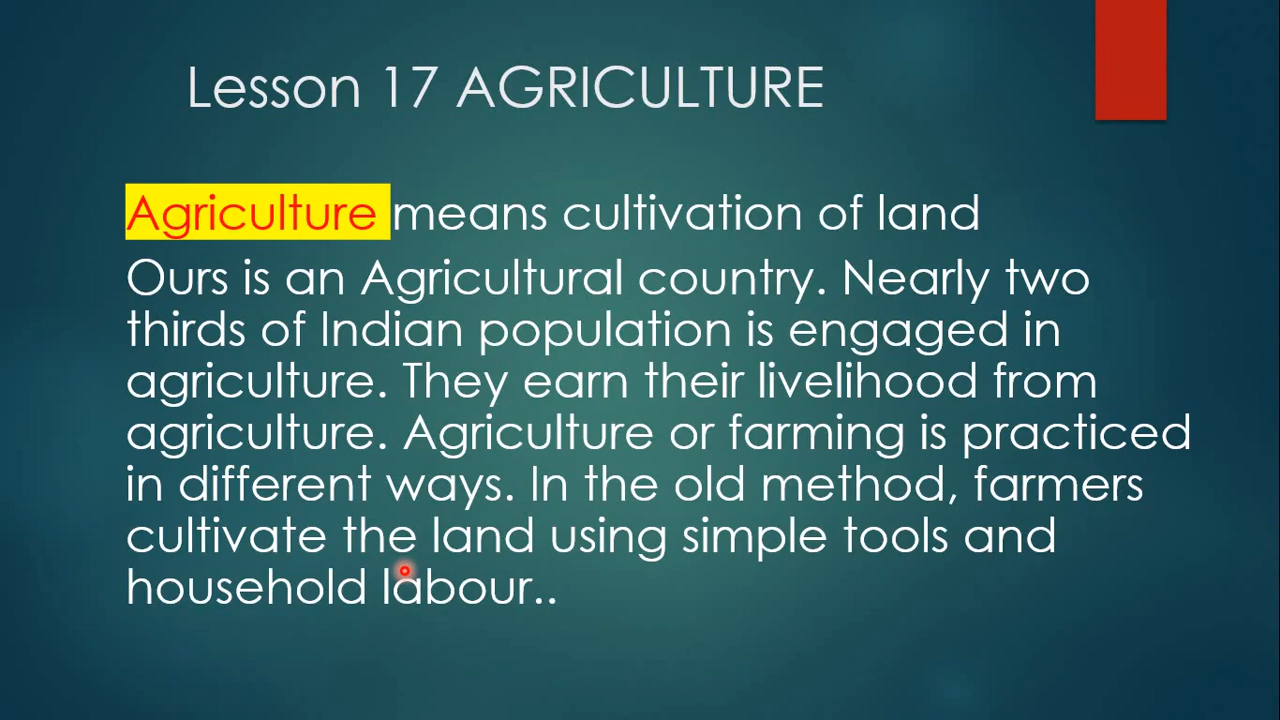 Lesson 17 AGRICULTURE
Agriculture means cultivation of land
Ours is an Agricultural country. Nearly two
thirds of Indian population is engaged in
agriculture. They earn their livelihood from
agriculture. Agriculture or farming is practiced
in different ways. In the old method, farmers
cultivate the land using simple tools and
household labour..